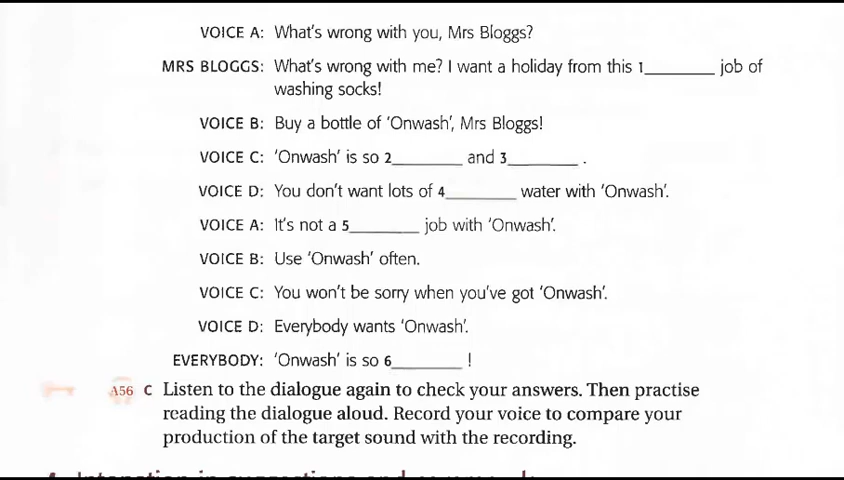 VOICE A: What's wrong with you, Mrs Bloggs?
MRS BLOGGS: What's wrong with me? I want a holiday from this 1________ job of
washing socks!
VOICE B: Buy a bottle of 'Onwash', Mrs Bloggs!
VOICE C: 'Onwash' is so 2________ and 3________ .
VOICE D: You don't want lots of 4________ water with 'Onwash'.
VOICE A: It's not a 5________ job with 'Onwash'.
VOICE B: Use 'Onwash' often.
VOICE C: You won't be sorry when you've got 'Onwash'.
VOICE D: Everybody wants 'Onwash'.
EVERYBODY: 'Onwash' is so 6________ !
A56 C Listen to the dialogue again to check your answers. Then practise
reading the dialogue aloud. Record your voice to compare your
production of the target sound with the recording.